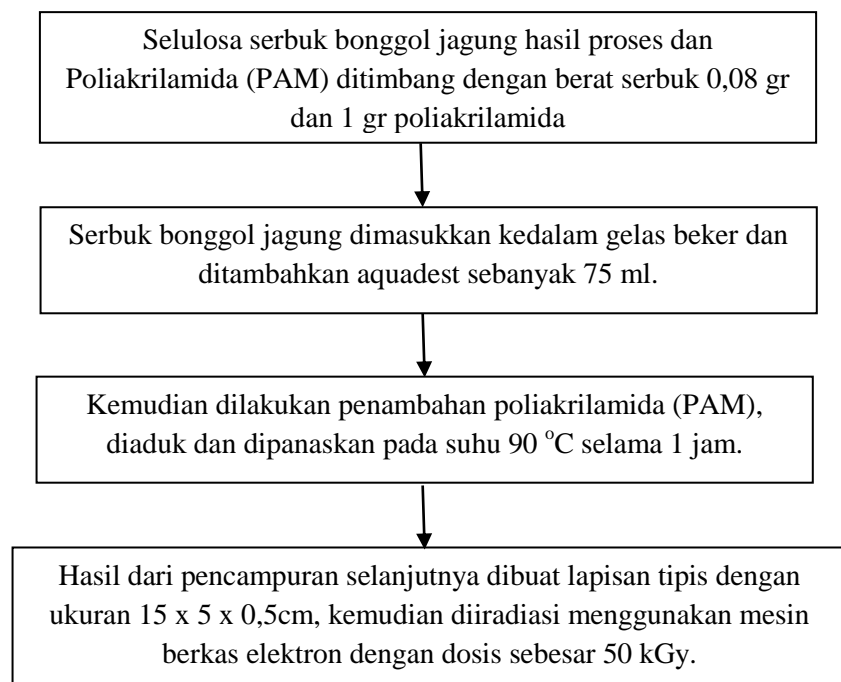 Selulosa serbuk bonggol jagung hasil proses dan
Poliakrilamida (PAM) ditimbang dengan berat serbuk 0,08 gr
dan 1 gr poliakrilamida
Serbuk bonggol jagung dimasukkan kedalam gelas beker dan
ditambahkan aquadest sebanyak 75 ml.
Kemudian dilakukan penambahan poliakrilamida (PAM),
diaduk dan dipanaskan pada suhu 90 °C selama 1 jam.
Hasil dari pencampuran selanjutnya dibuat lapisan tipis dengan
ukuran 15 x 5 x 0,5cm, kemudian diiradiasi menggunakan mesin
berkas elektron dengan dosis sebesar 50 kGy.